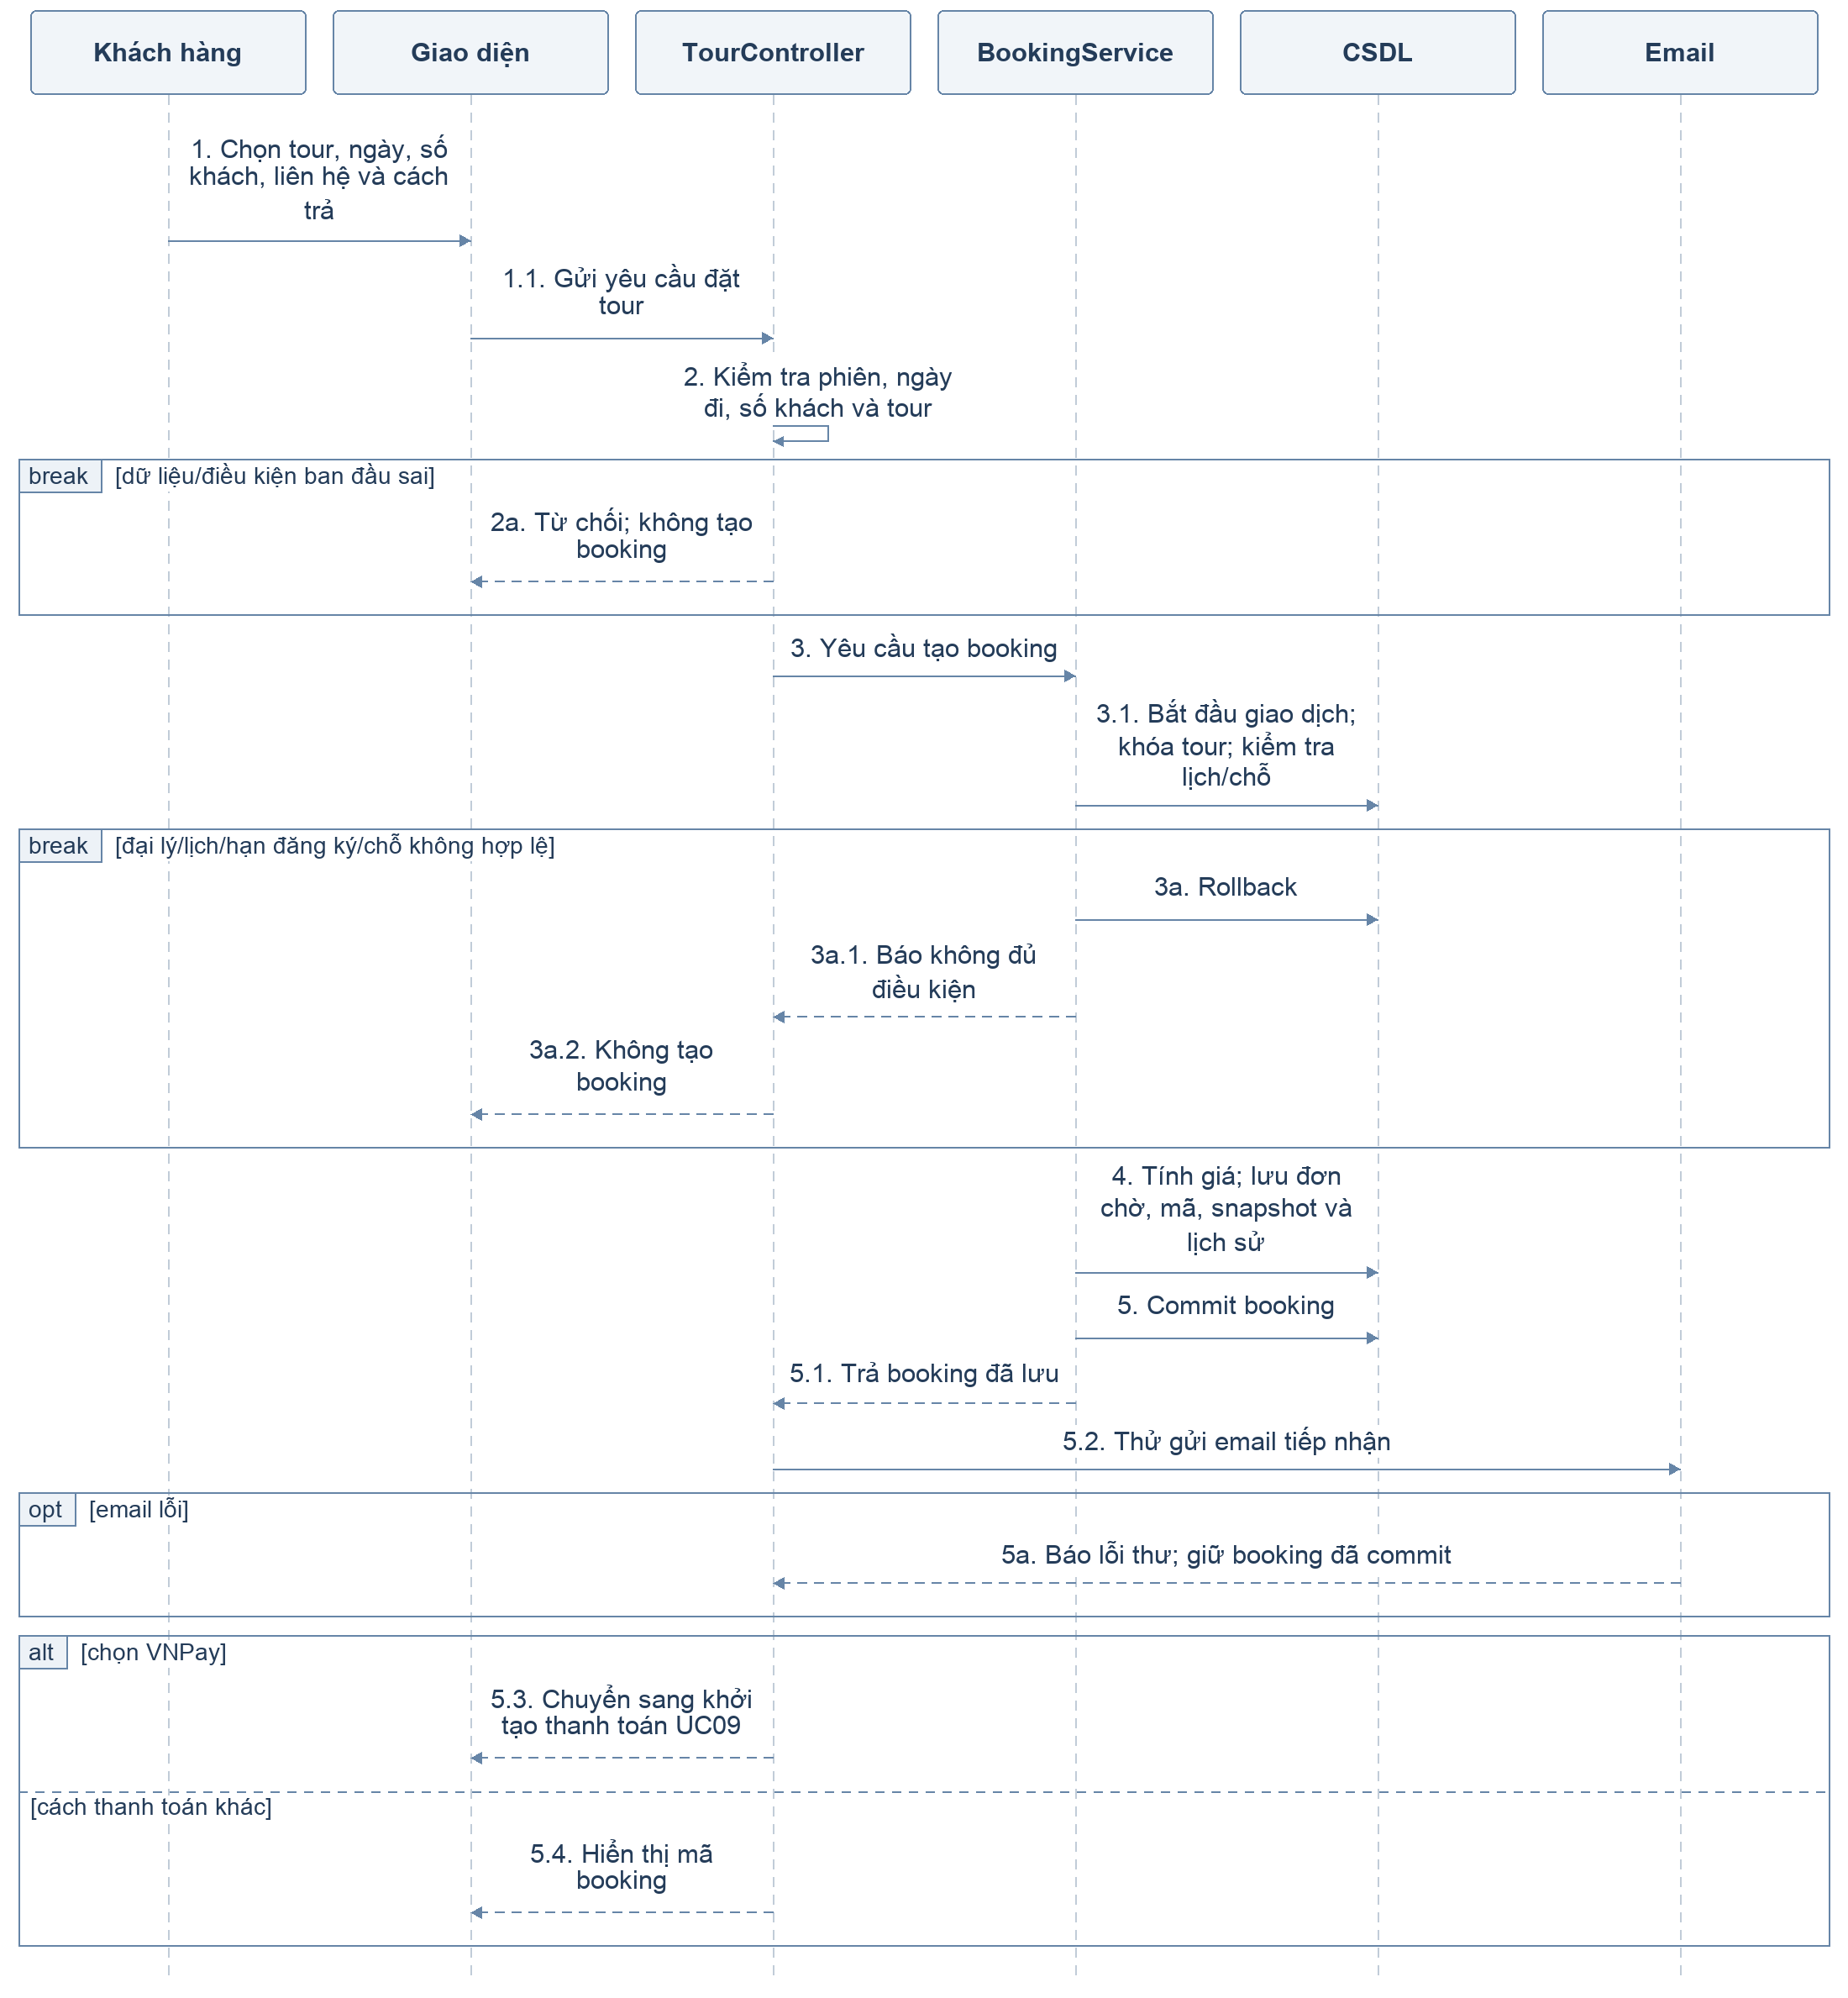 Khách hàng
Giao diện
TourController
BookingService
CSDL
Email
1. Chọn tour, ngày, số
khách, liên hệ và cách
trả
1.1. Gửi yêu cầu đặt
tour
2. Kiểm tra phiên, ngày
đi, số khách và tour
break
[dữ liệu/điều kiện ban đầu sai]
2a. Từ chối; không tạo
booking
3. Yêu cầu tạo booking
3.1. Bắt đầu giao dịch;
khóa tour; kiểm tra
lịch/chỗ
break
[đại lý/lịch/hạn đăng ký/chỗ không hợp lệ]
3a. Rollback
3a.1. Báo không đủ
điều kiện
3a.2. Không tạo
booking
4. Tính giá; lưu đơn
chờ, mã, snapshot và
lịch sử
5. Commit booking
5.1. Trả booking đã lưu
5.2. Thử gửi email tiếp nhận
opt
[email lỗi]
5a. Báo lỗi thư; giữ booking đã commit
alt
[chọn VNPay]
5.3. Chuyển sang khởi
tạo thanh toán UC09
[cách thanh toán khác]
5.4. Hiển thị mã
booking